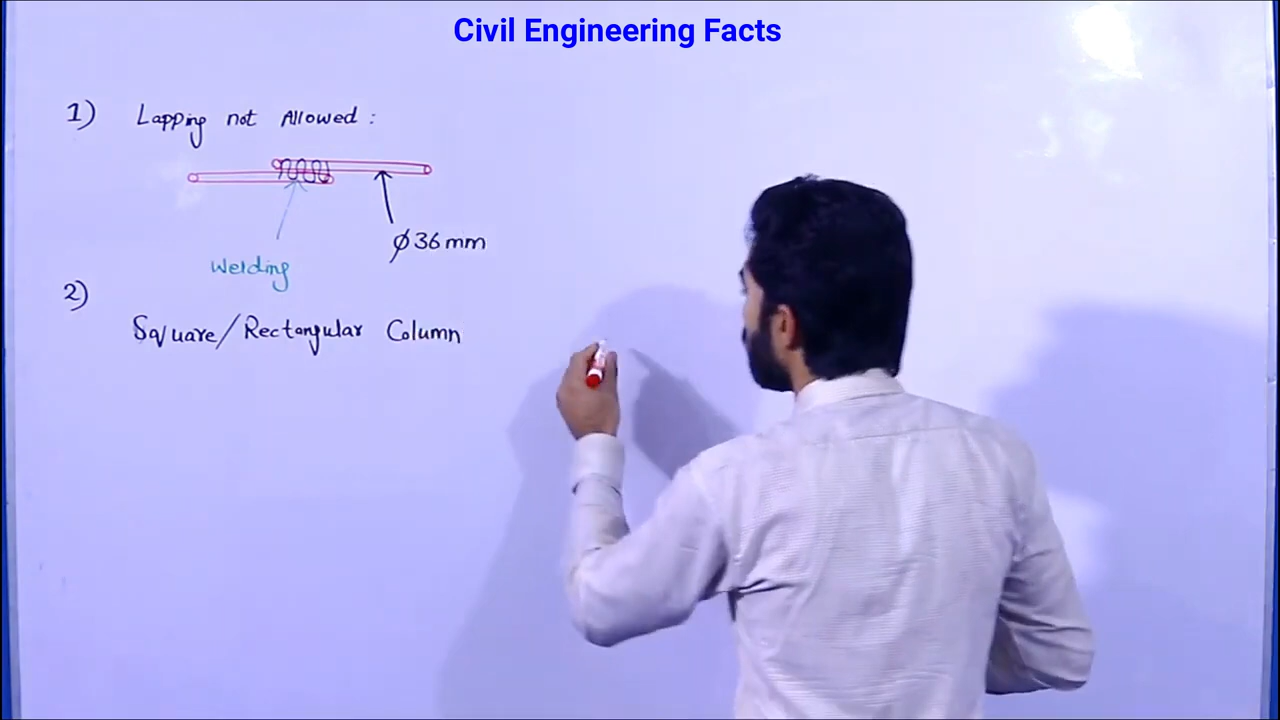 Civil Engineering Facts
1) Lapping not Allowed :
Ø 36 mm
Welding
2)
Square/Rectangular Column